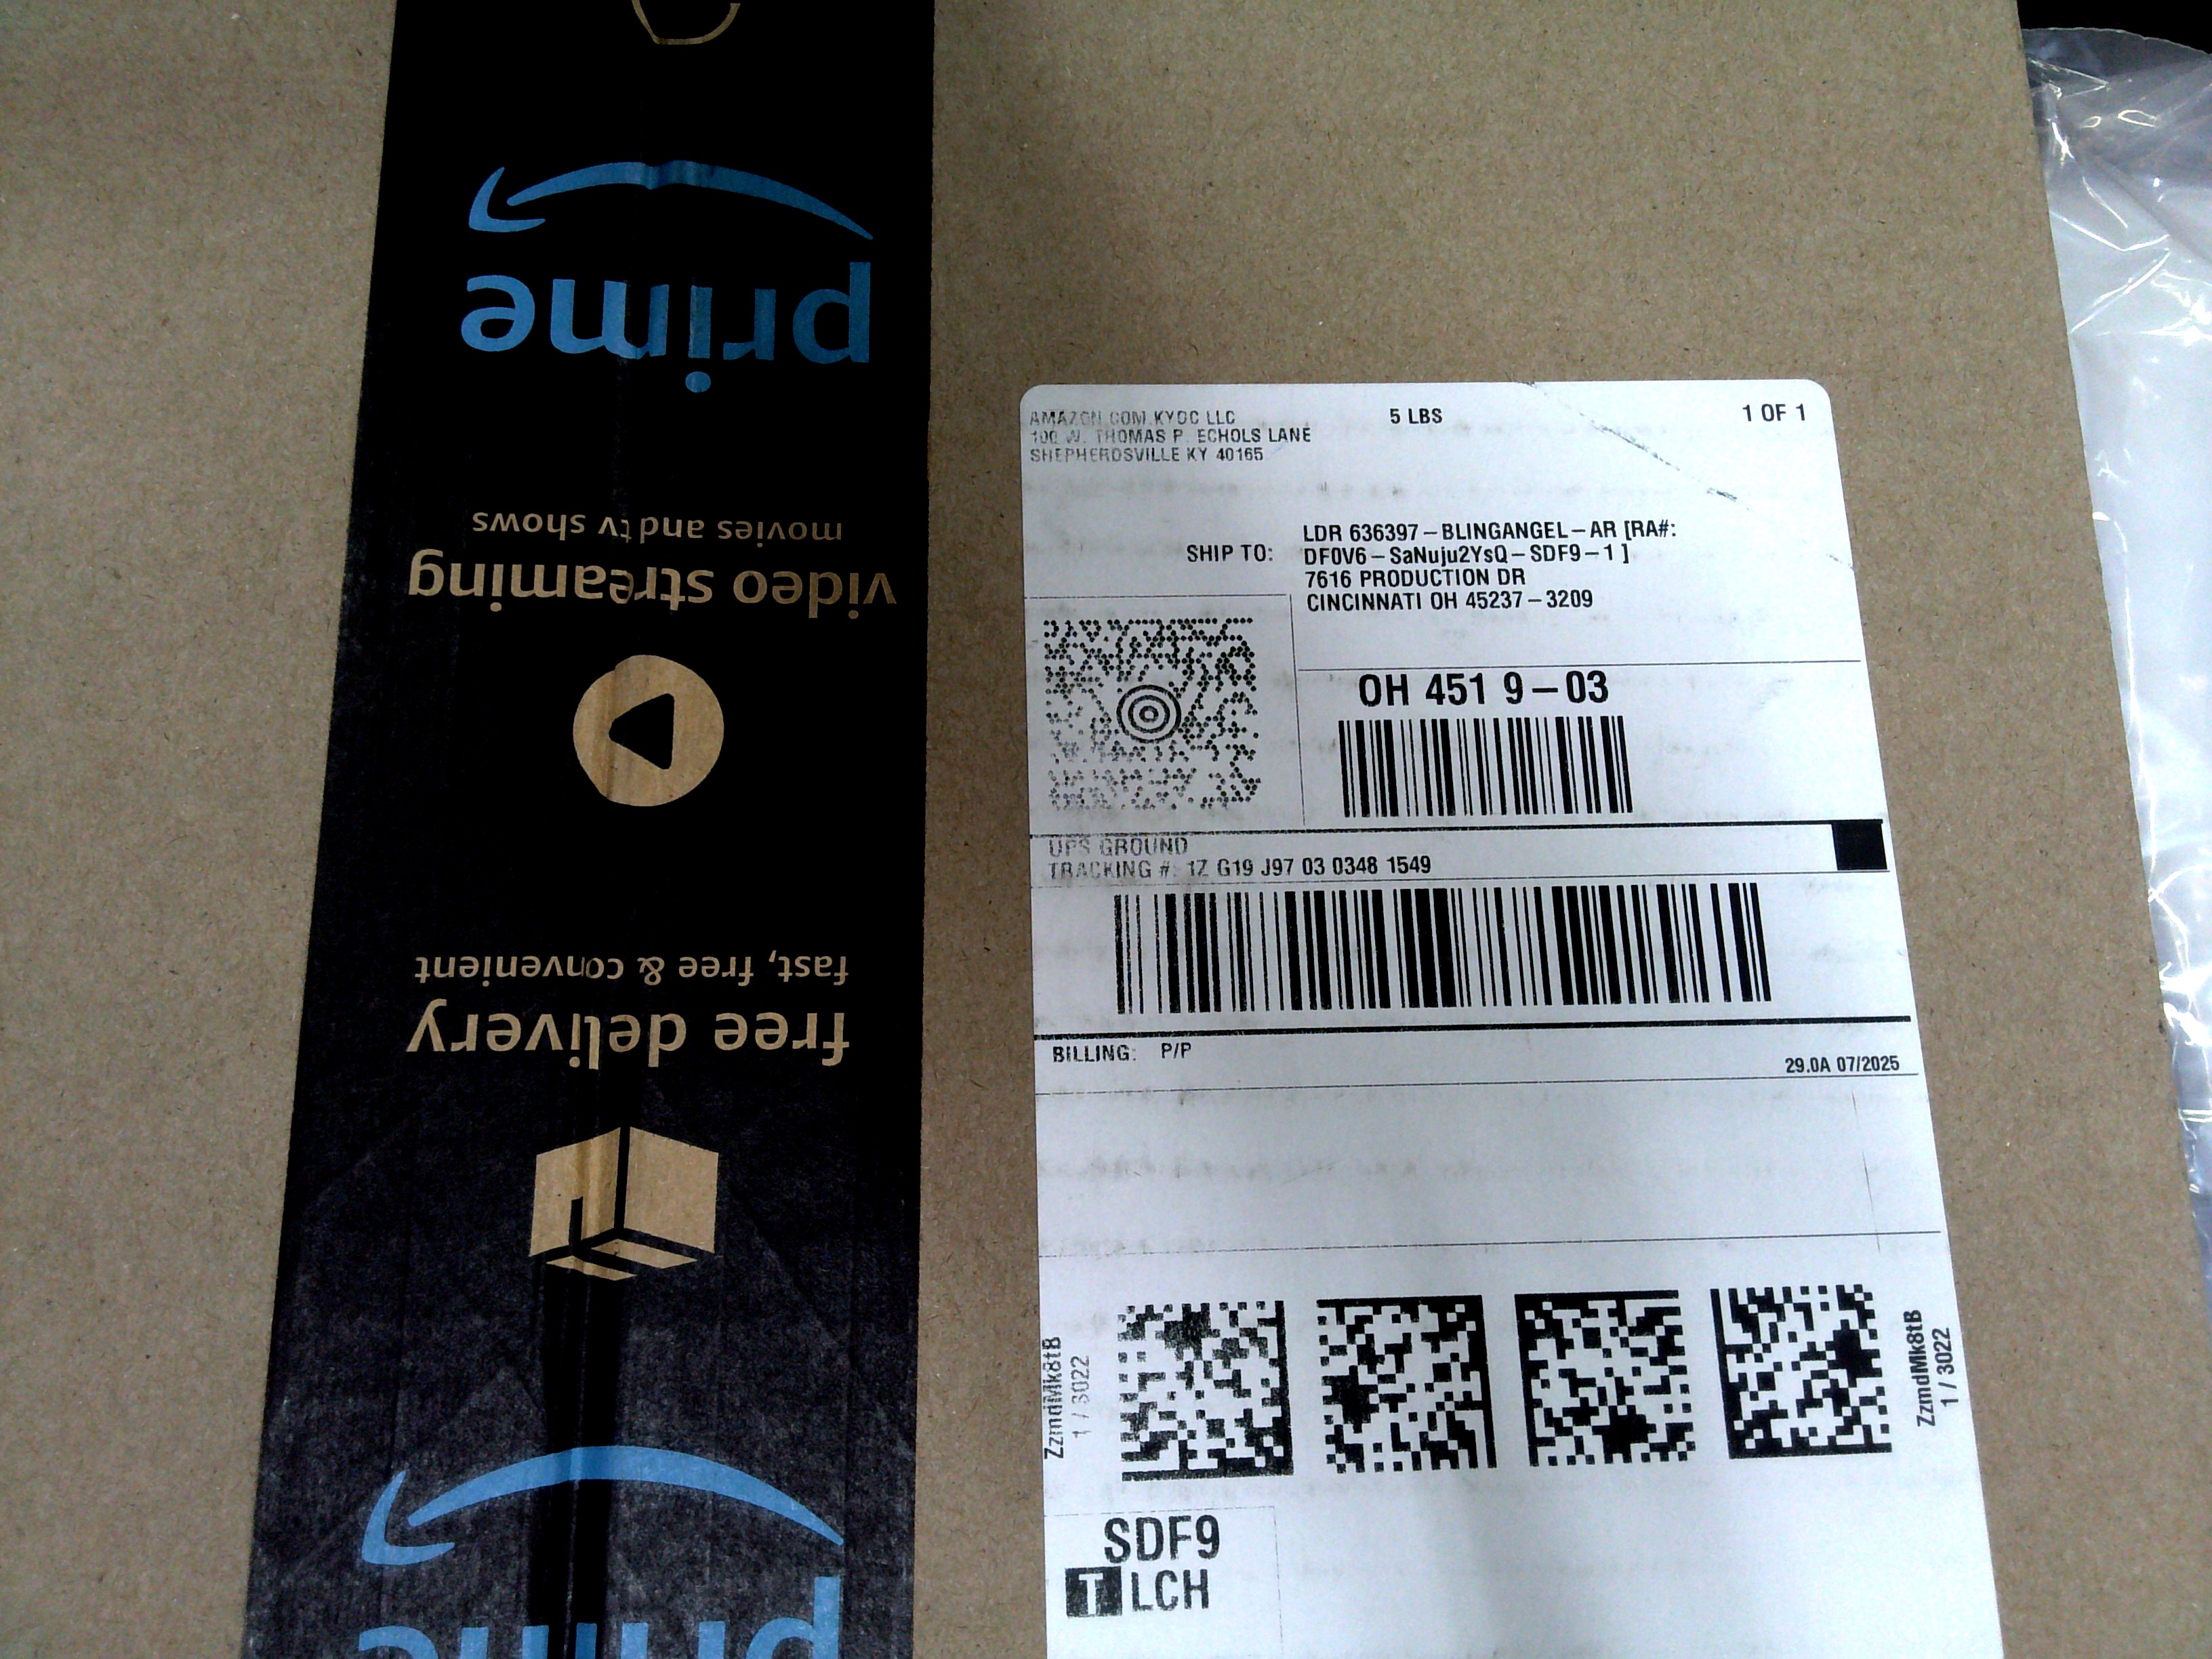 prime
video streaming
movies and tv shows
free delivery
fast, free & convenient
prime
AMAZON.COM.KYDC LLC
100 W. THOMAS P. ECHOLS LANE
SHEPHERDSVILLE KY 40165
5 LBS
1 OF 1
SHIP TO:
LDR 636397-BLINGANGEL-AR [RA#:
DF0V6-SaNuju2YsQ-SDF9-1 ]
7616 PRODUCTION DR
CINCINNATI OH 45237-3209
OH 451 9-03
UPS GROUND
TRACKING #: 1Z G19 J97 03 0348 1549
BILLING: P/P
29.0A 07/2025
ZzmdMk8tB
1 / 3022
ZzmdMk8tB
1 / 3022
SDF9
T LCH